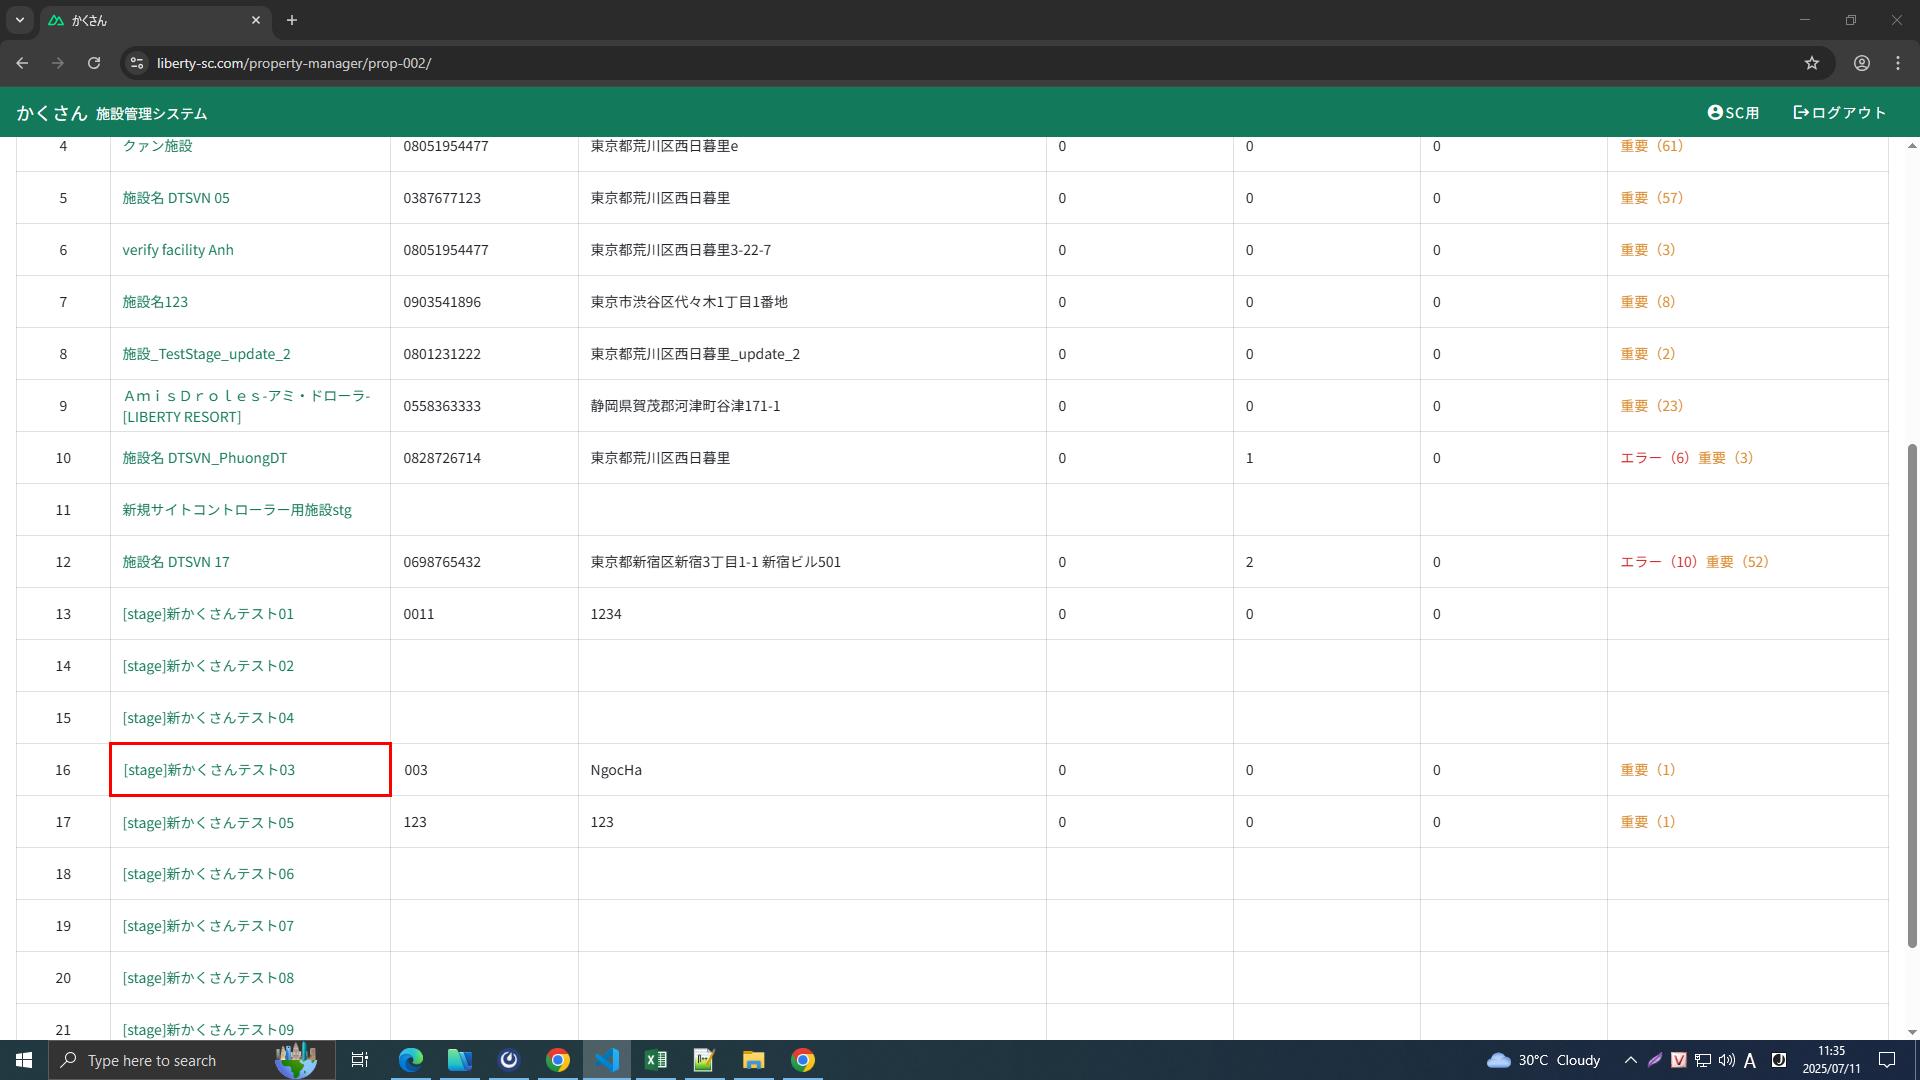 かくさん
liberty-sc.com/property-manager/prop-002/
かくさん 施設管理システム SC用 ログアウト
4 クァン施設 08051954477 東京都荒川区西日暮里e 0 0 0 重要（61）
5 施設名 DTSVN 05 0387677123 東京都荒川区西日暮里 0 0 0 重要（57）
6 verify facility Anh 08051954477 東京都荒川区西日暮里3-22-7 0 0 0 重要（3）
7 施設名123 0903541896 東京市渋谷区代々木1丁目1番地 0 0 0 重要（8）
8 施設_TestStage_update_2 0801231222 東京都荒川区西日暮里_update_2 0 0 0 重要（2）
9 ＡｍｉｓＤｒｏｌｅｓ-アミ・ドローラ-
[LIBERTY RESORT] 0558363333 静岡県賀茂郡河津町谷津171-1 0 0 0 重要（23）
10 施設名 DTSVN_PhuongDT 0828726714 東京都荒川区西日暮里 0 1 0 エラー（6）重要（3）
11 新規サイトコントローラー用施設stg
12 施設名 DTSVN 17 0698765432 東京都新宿区新宿3丁目1-1 新宿ビル501 0 2 0 エラー（10）重要（52）
13 [stage]新かくさんテスト01 0011 1234 0 0 0
14 [stage]新かくさんテスト02
15 [stage]新かくさんテスト04
16 [stage]新かくさんテスト03 003 NgocHa 0 0 0 重要（1）
17 [stage]新かくさんテスト05 123 123 0 0 0 重要（1）
18 [stage]新かくさんテスト06
19 [stage]新かくさんテスト07
20 [stage]新かくさんテスト08
21 [stage]新かくさんテスト09
Type here to search 30°C Cloudy A 11:35
2025/07/11